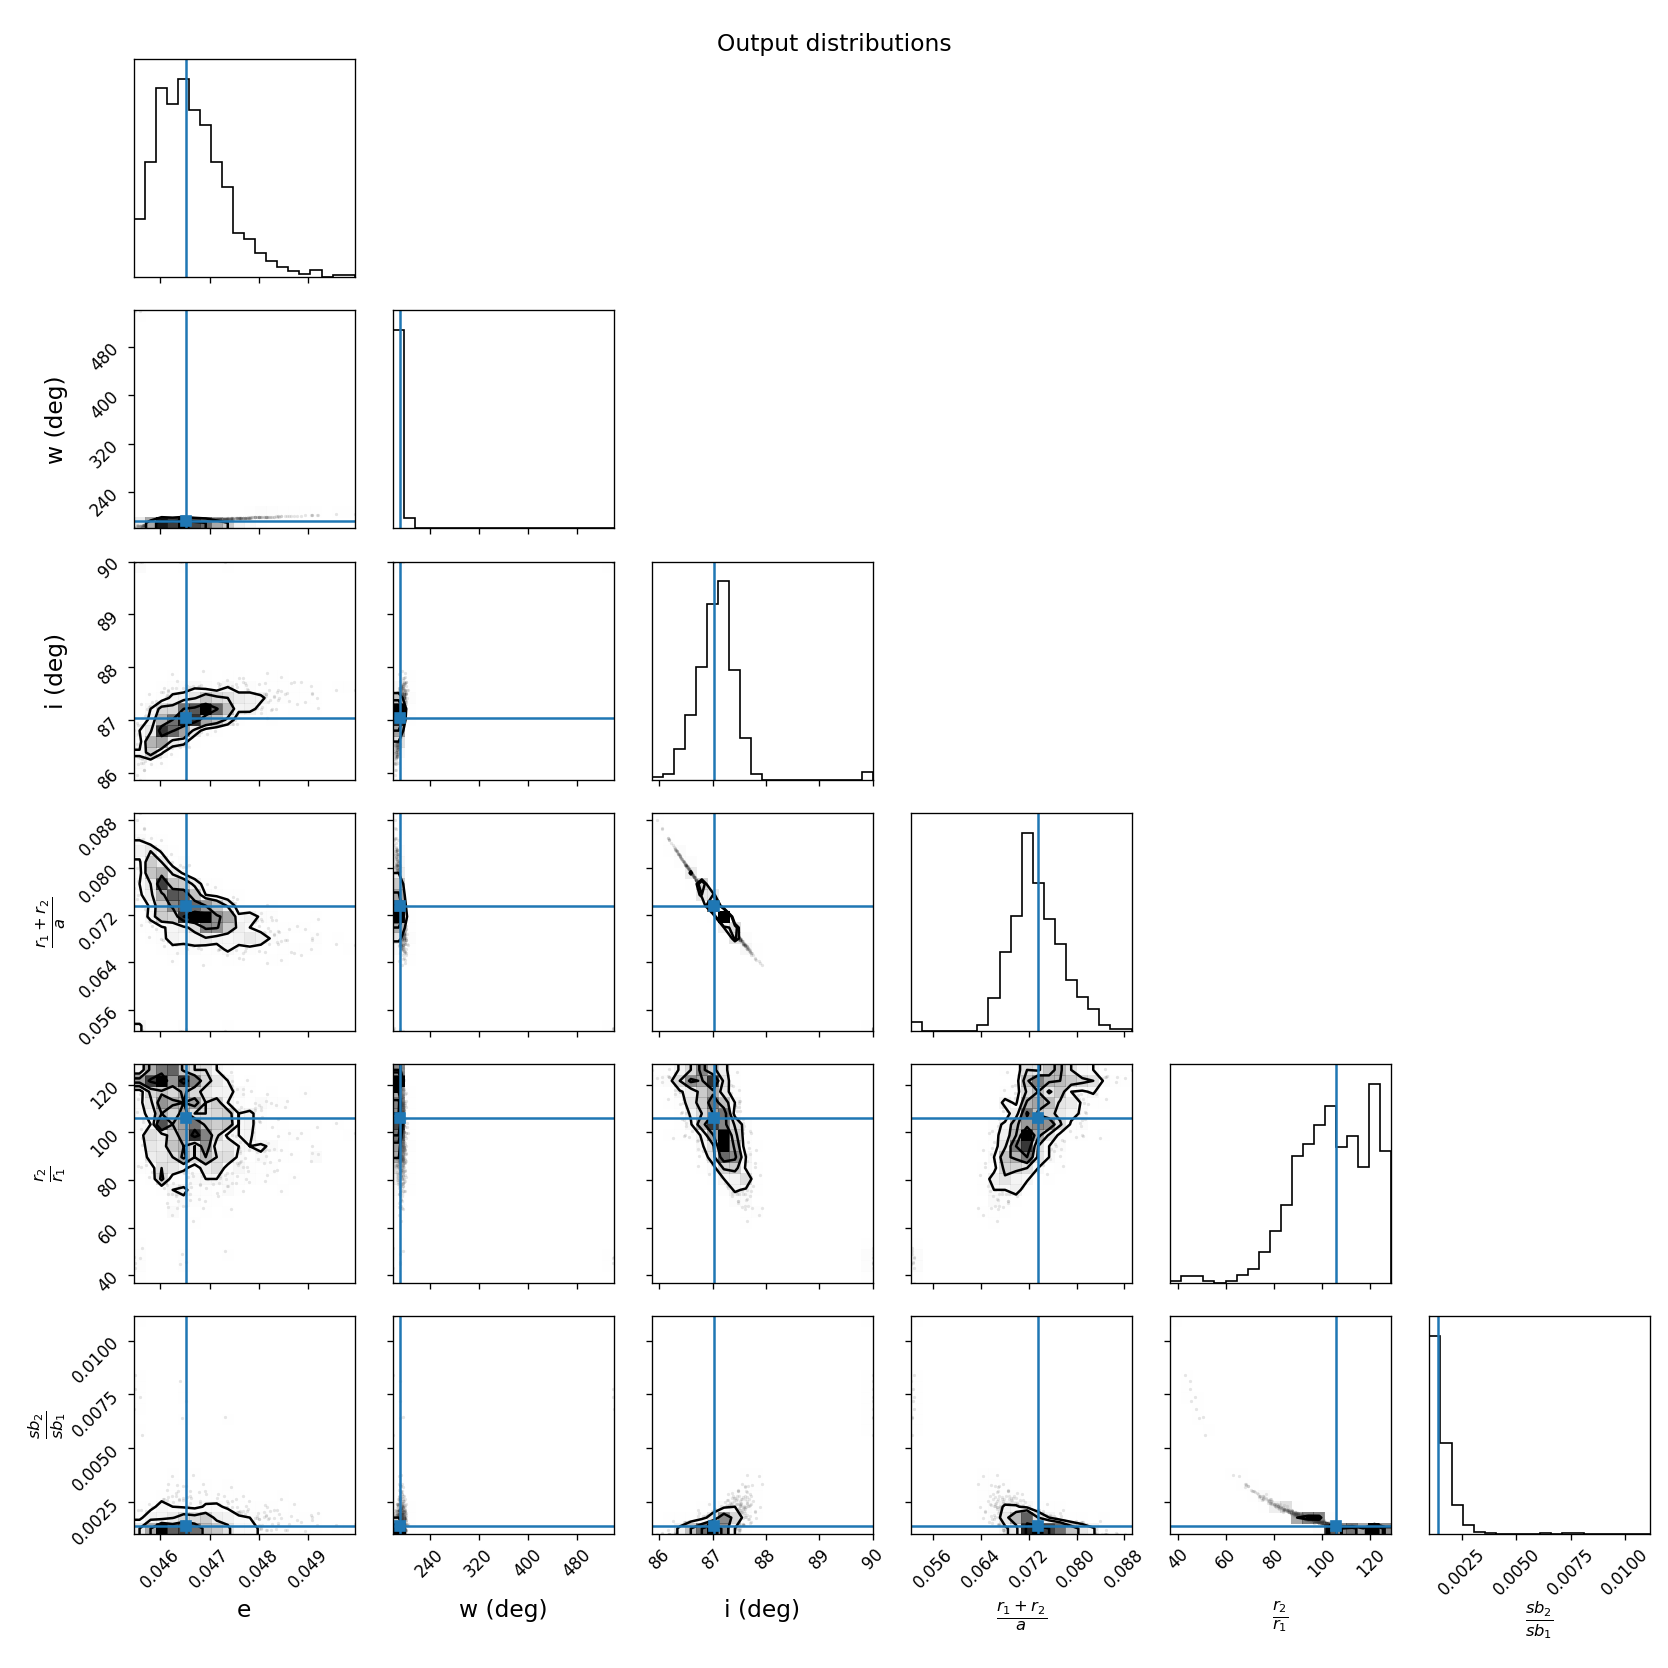 Output distributions
w (deg)
480
400
320
240
i (deg)
90
89
88
87
86
r₁ + r₂
a
0.088
0.080
0.072
0.064
0.056
r₂
r₁
120
100
80
60
40
sb₂
sb₁
0.0100
0.0075
0.0050
0.0025
0.046 0.047 0.048 0.049
240 320 400 480
86 87 88 89 90
0.056 0.064 0.072 0.080 0.088
40 60 80 100 120
0.0025 0.0050 0.0075 0.0100
e
w (deg)
i (deg)
r₁ + r₂
a
r₂
r₁
sb₂
sb₁